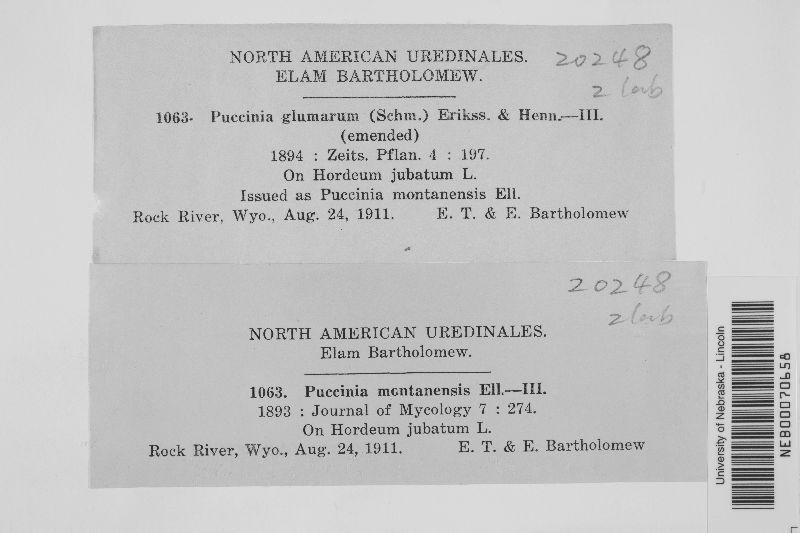 NORTH AMERICAN UREDINALES.
ELAM BARTHOLOMEW.
20248
2 lab
1063. Puccinia glumarum (Schm.) Erikss. & Henn.—III.
(emended)
1894 : Zeits. Pflan. 4 : 197.
On Hordeum jubatum L.
Issued as Puccinia montanensis Ell.
Rock River, Wyo., Aug. 24, 1911. E. T. & E. Bartholomew
20248
2 lab
NORTH AMERICAN UREDINALES.
Elam Bartholomew.
1063. Puccinia montanensis Ell.—III.
1893 : Journal of Mycology 7 : 274.
On Hordeum jubatum L.
Rock River, Wyo., Aug. 24, 1911. E. T. & E. Bartholomew
University of Nebraska - Lincoln
NEB00070658